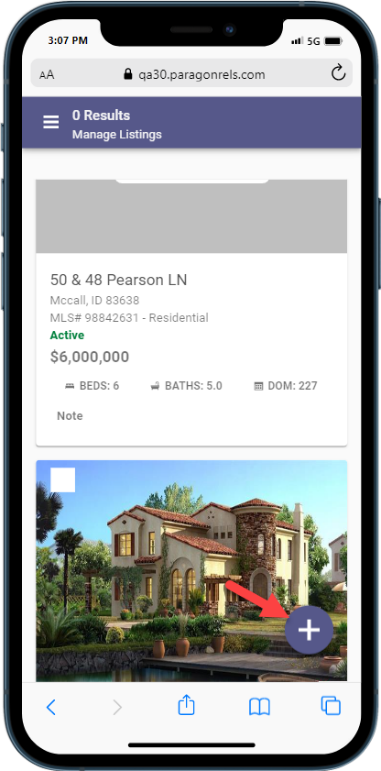 3:07 PM
5G
AA
qa30.paragonrels.com
0 Results
Manage Listings
50 & 48 Pearson LN
Mccall, ID 83638
MLS# 98842631 - Residential
Active
$6,000,000
BEDS: 6 BATHS: 5.0 DOM: 227
Note